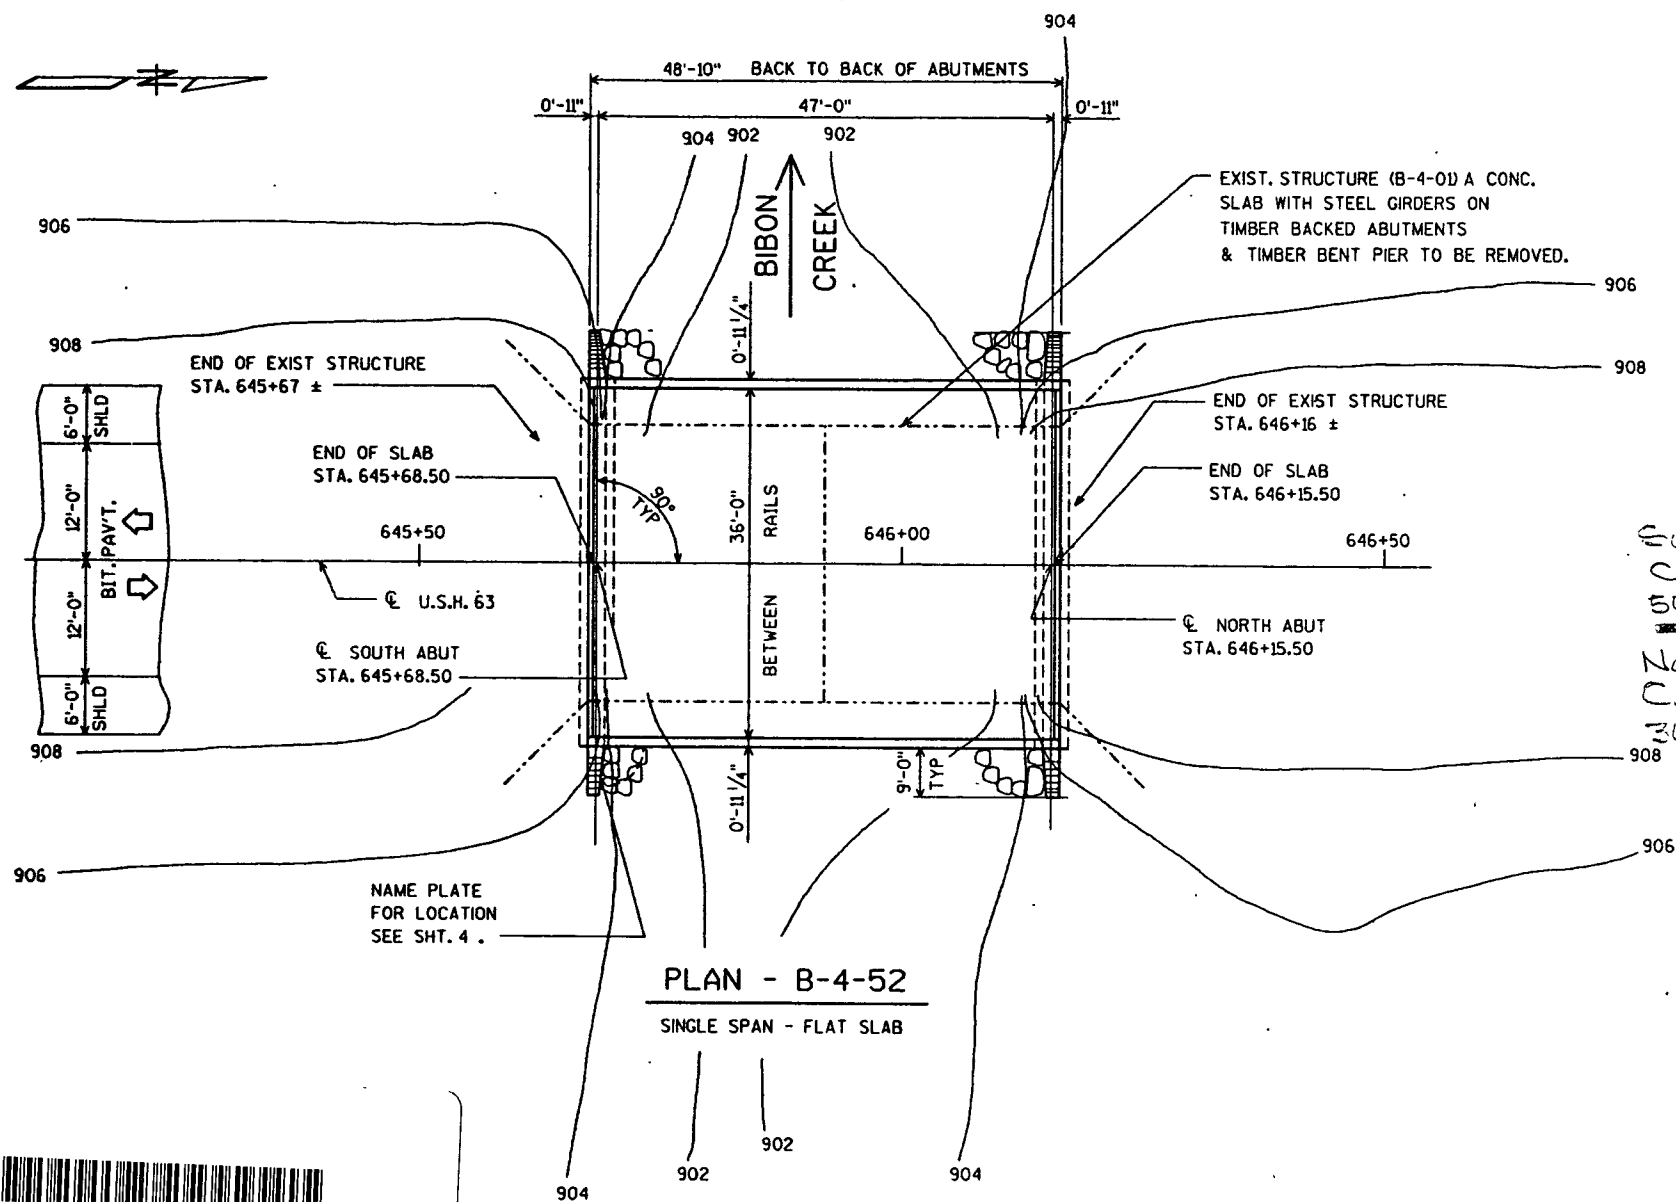 904
48'-10" BACK TO BACK OF ABUTMENTS
0'-11"
47'-0"
0'-11"
904
902
902
BIBON
CREEK
EXIST. STRUCTURE (B-4-01) A CONC.
SLAB WITH STEEL GIRDERS ON
TIMBER BACKED ABUTMENTS
& TIMBER BENT PIER TO BE REMOVED.
906
906
0'-11 1/4"
908
908
END OF EXIST STRUCTURE
STA. 645+67 ±
END OF EXIST STRUCTURE
STA. 646+16 ±
6'-0"
SHLD
END OF SLAB
STA. 645+68.50
END OF SLAB
STA. 646+15.50
90°
TYP
36'-0"
BETWEEN RAILS
12'-0"
BIT. PAV'T.
645+50
646+00
646+50
12'-0"
℄ U.S.H. 63
℄ SOUTH ABUT
STA. 645+68.50
℄ NORTH ABUT
STA. 646+15.50
6'-0"
SHLD
908
908
0'-11 1/4"
9'-0"
TYP
906
906
NAME PLATE
FOR LOCATION
SEE SHT. 4 .
PLAN - B-4-52
SINGLE SPAN - FLAT SLAB
902
902
904
904